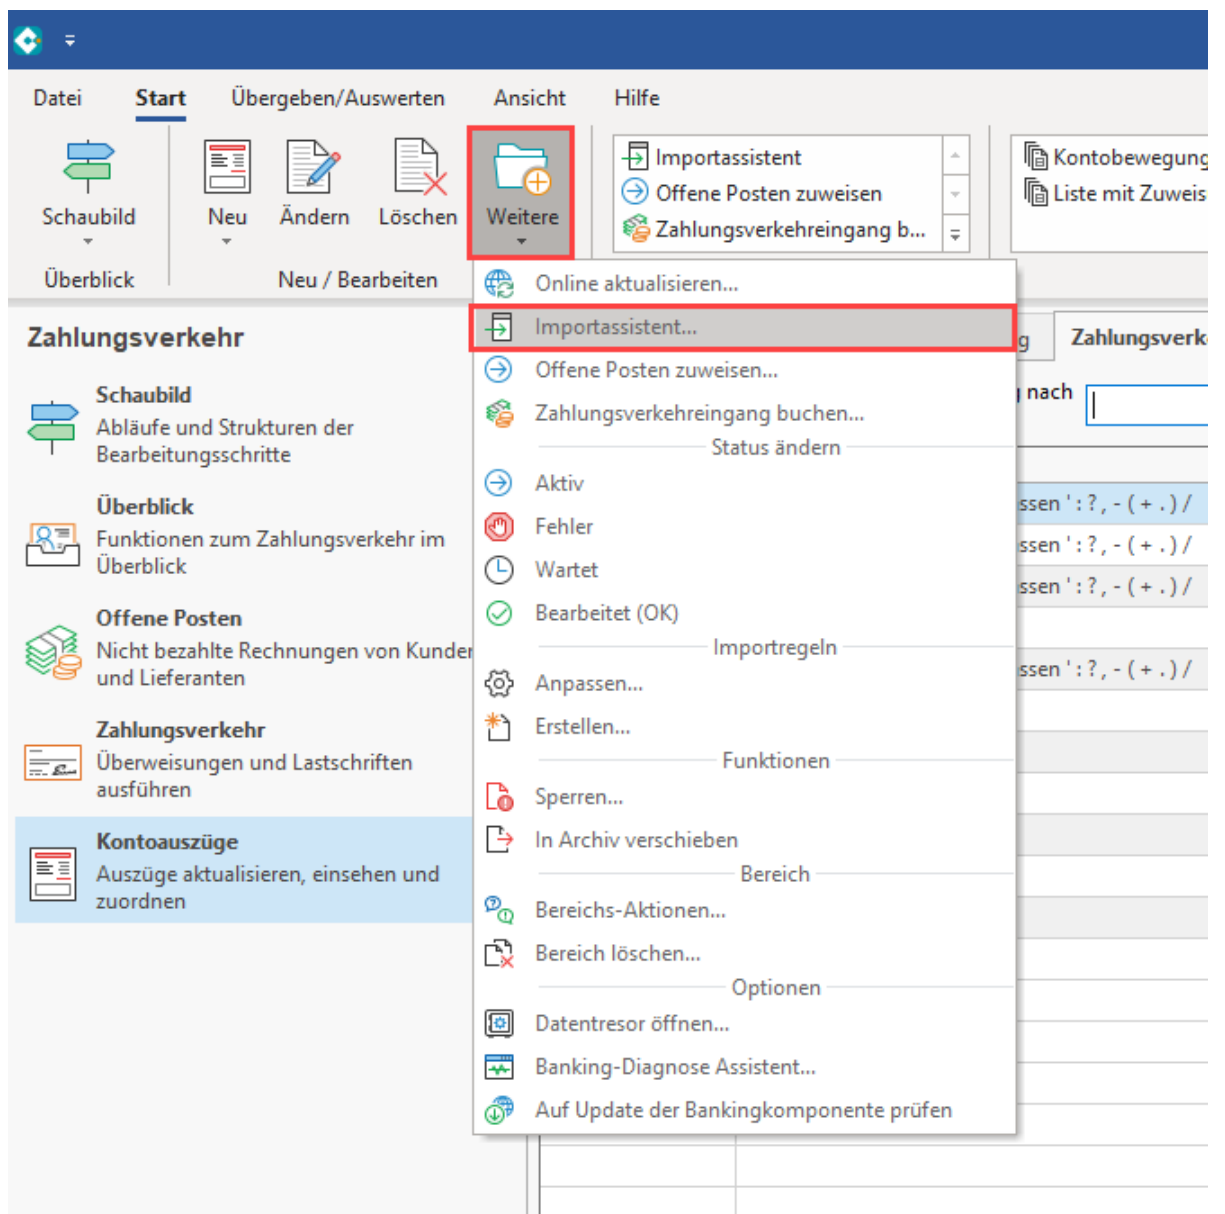 Datei Start Übergeben/Auswerten Ansicht Hilfe
Schaubild
Neu Ändern Löschen
Weitere
Importassistent
Offene Posten zuweisen
Zahlungsverkehreingang b...
Kontobewegung
Liste mit Zuweis
Überblick
Neu / Bearbeiten
Zahlungsverkehr
Schaubild
Abläufe und Strukturen der
Bearbeitungsschritte
Überblick
Funktionen zum Zahlungsverkehr im
Überblick
Offene Posten
Nicht bezahlte Rechnungen von Kunden
und Lieferanten
Zahlungsverkehr
Überweisungen und Lastschriften
ausführen
Kontoauszüge
Auszüge aktualisieren, einsehen und
zuordnen
Online aktualisieren...
Importassistent...
Offene Posten zuweisen...
Zahlungsverkehreingang buchen...
Status ändern
Aktiv
Fehler
Wartet
Bearbeitet (OK)
Importregeln
Anpassen...
Erstellen...
Funktionen
Sperren...
In Archiv verschieben
Bereich
Bereichs-Aktionen...
Bereich löschen...
Optionen
Datentresor öffnen...
Banking-Diagnose Assistent...
Auf Update der Bankingkomponente prüfen
g Zahlungsverk
nach
ssen ' : ? , - ( + . ) /
ssen ' : ? , - ( + . ) /
ssen ' : ? , - ( + . ) /
ssen ' : ? , - ( + . ) /